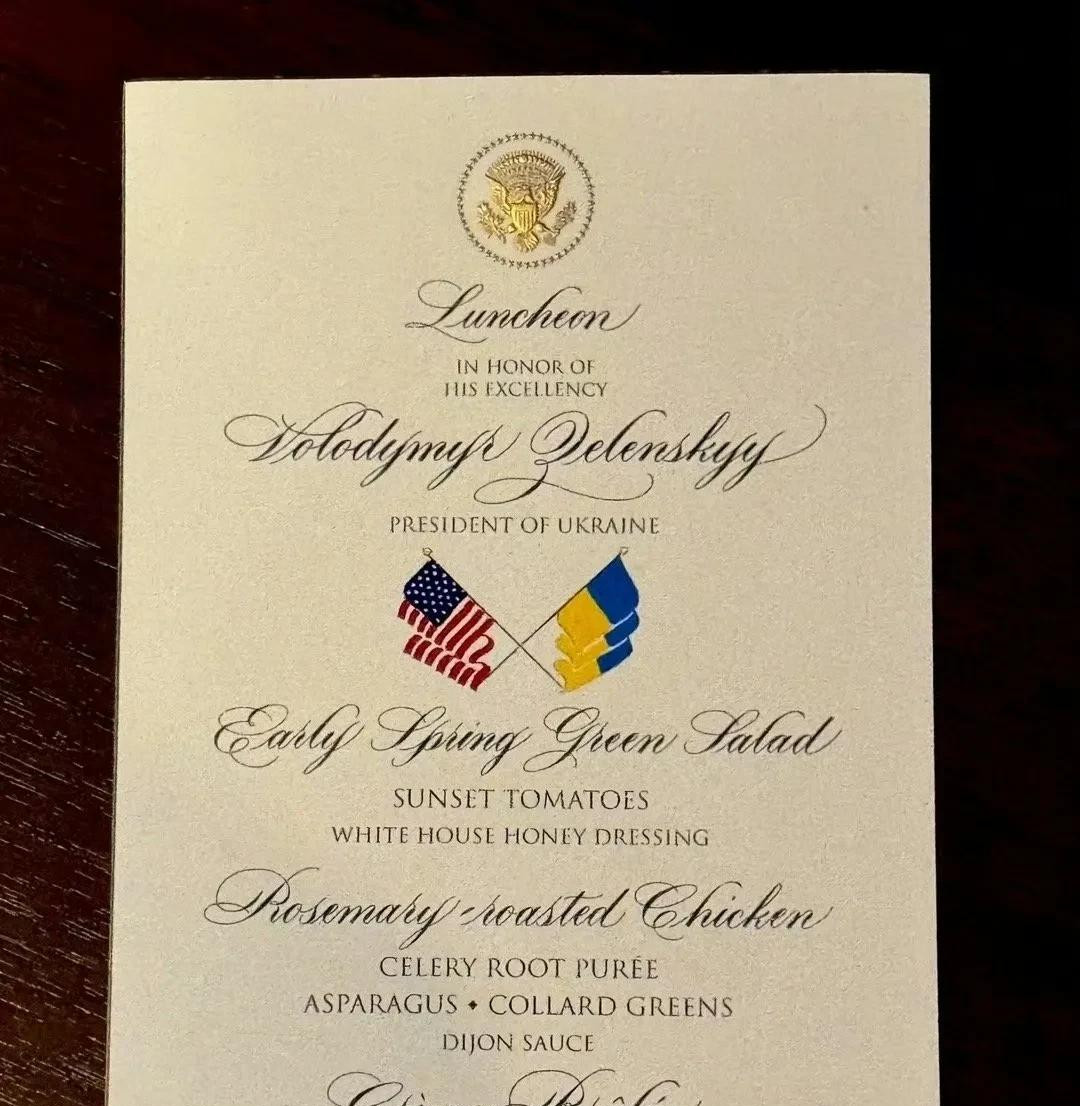 Luncheon
IN HONOR OF
HIS EXCELLENCY
Volodymyr Zelenskyy
PRESIDENT OF UKRAINE
Early Spring Green Salad
SUNSET TOMATOES
WHITE HOUSE HONEY DRESSING
Rosemary-roasted Chicken
CELERY ROOT PURÉE
ASPARAGUS • COLLARD GREENS
DIJON SAUCE